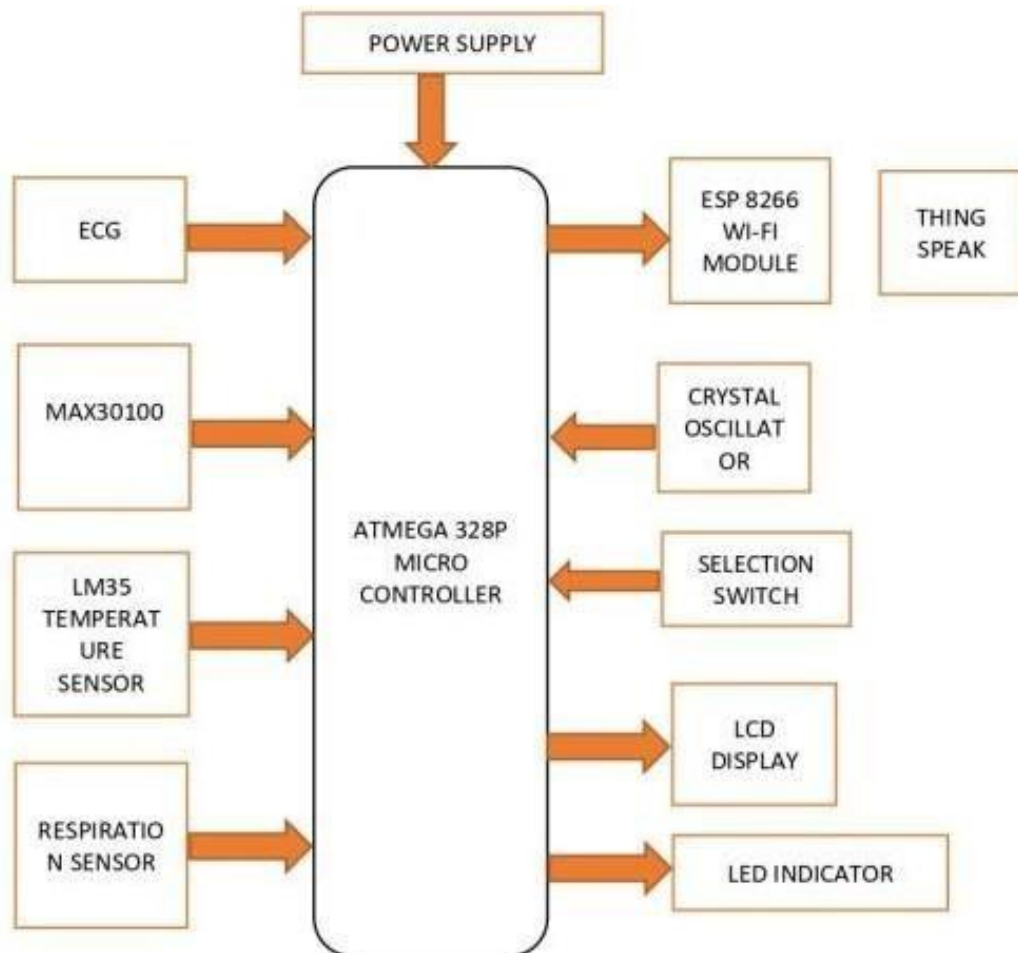 POWER SUPPLY
ECG
ESP 8266
WI-FI
MODULE
THING
SPEAK
MAX30100
CRYSTAL
OSCILLAT
OR
ATMEGA 328P
MICRO
CONTROLLER
LM35
TEMPERAT
URE
SENSOR
SELECTION
SWITCH
LCD
DISPLAY
RESPIRATIO
N SENSOR
LED INDICATOR